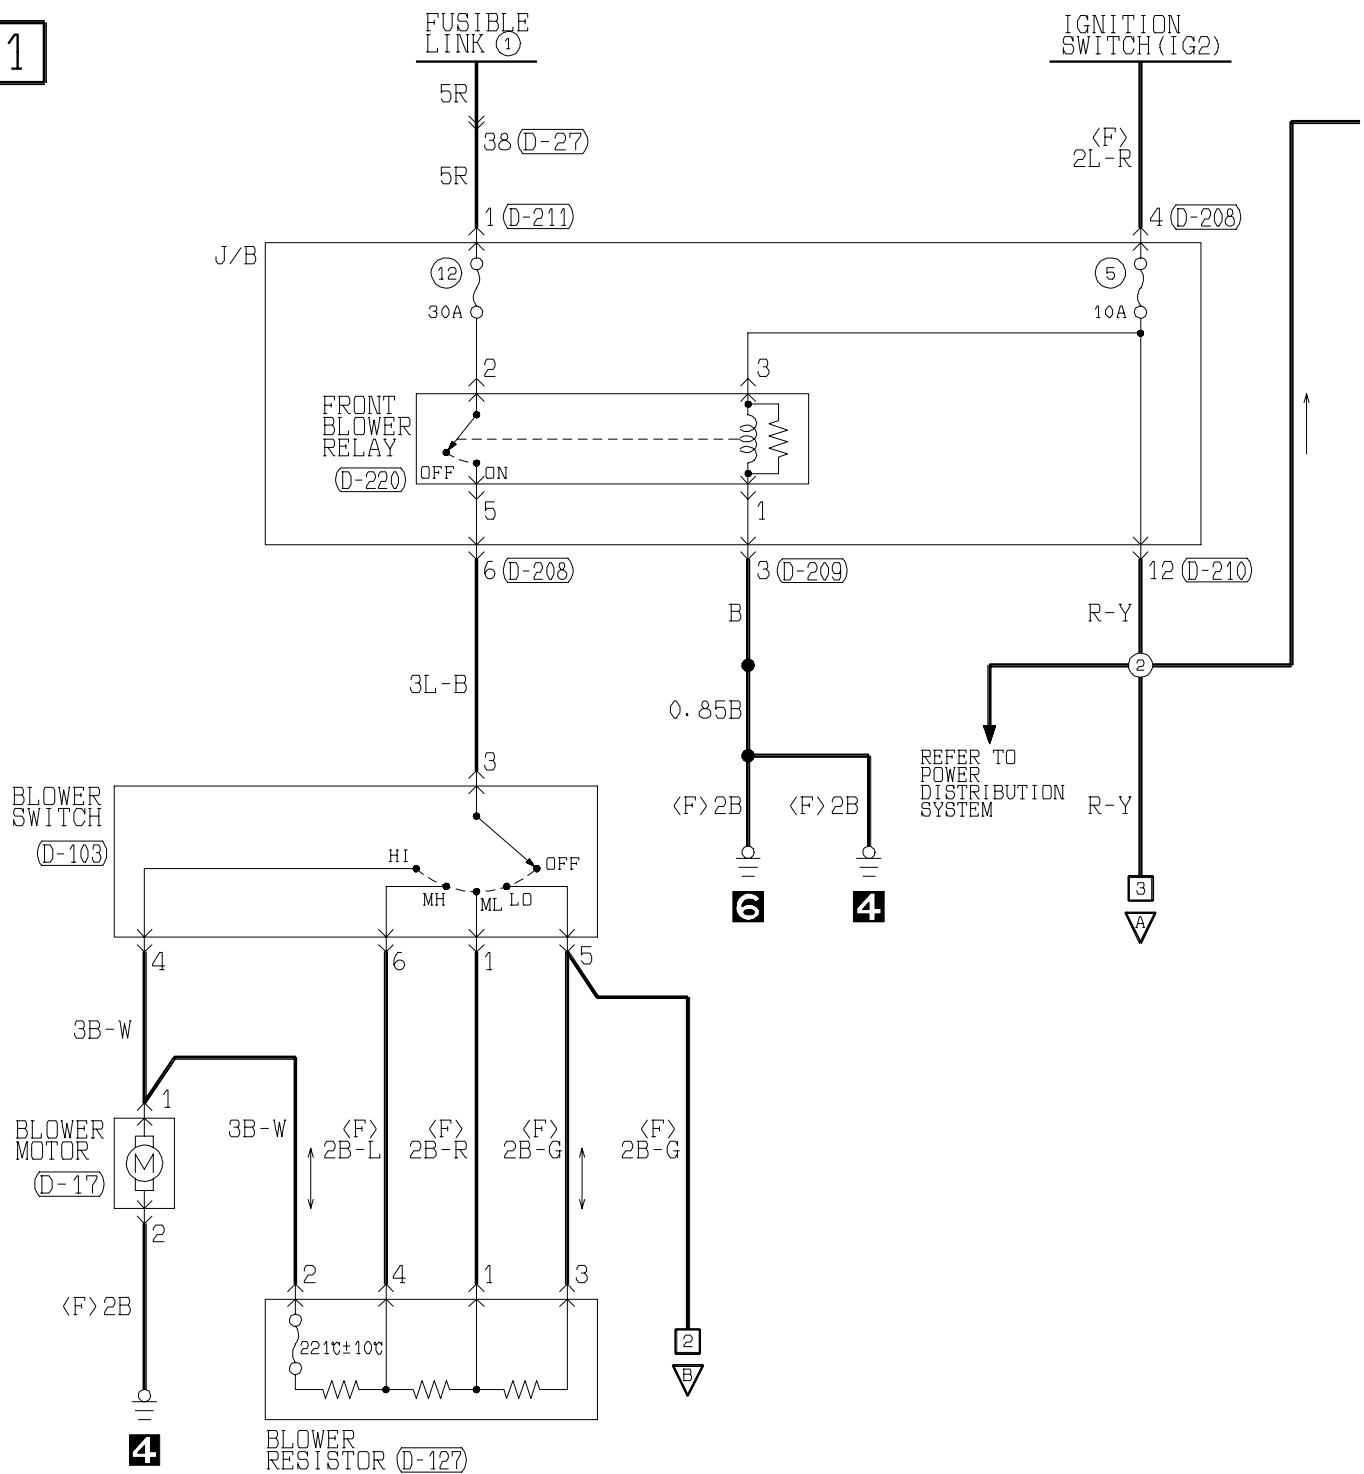 1
FUSIBLE
LINK ①
IGNITION
SWITCH(IG2)
5R
38 (D-27)
<F>
2L-R
5R
1 (D-211)
4 (D-208)
J/B
12
30A
5
10A
2
3
FRONT
BLOWER
RELAY
(D-220)
OFF
ON
5
1
6 (D-208)
3 (D-209)
12 (D-210)
B
R-Y
2
3L-B
0.85B
REFER TO
POWER
DISTRIBUTION
SYSTEM
3
BLOWER
SWITCH
(D-103)
<F>2B
<F>2B
R-Y
HI
OFF
MH
ML
LO
6
4
3
A
4
6
1
5
3B-W
1
BLOWER
MOTOR
(D-17)
M
3B-W
<F>
2B-L
<F>
2B-R
<F>
2B-G
<F>
2B-G
2
2
4
1
3
<F>2B
221℃±10℃
2
B
4
BLOWER
RESISTOR (D-127)